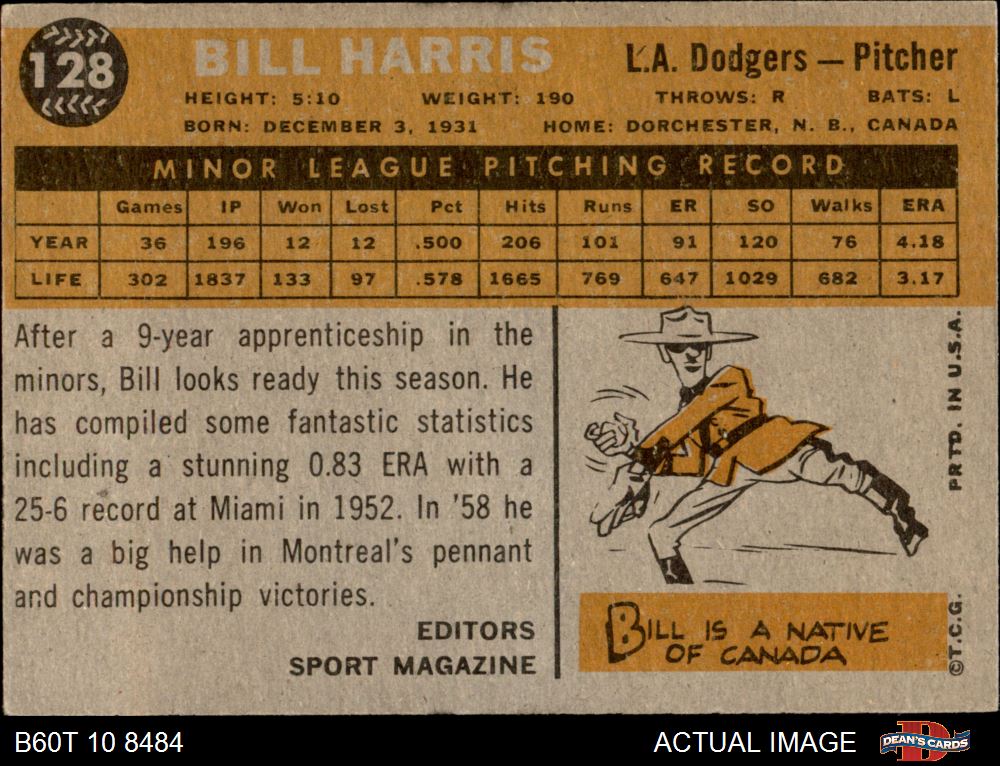 128
BILL HARRIS
L.A. Dodgers — Pitcher
HEIGHT: 5:10 WEIGHT: 190 THROWS: R BATS: L
BORN: DECEMBER 3, 1931 HOME: DORCHESTER, N. B., CANADA
MINOR LEAGUE PITCHING RECORD
Games IP Won Lost Pct Hits Runs ER SO Walks ERA
YEAR 36 196 12 12 .500 206 101 91 120 76 4.18
LIFE 302 1837 133 97 .578 1665 769 647 1029 682 3.17
After a 9-year apprenticeship in the
minors, Bill looks ready this season. He
has compiled some fantastic statistics
including a stunning 0.83 ERA with a
25-6 record at Miami in 1952. In '58 he
was a big help in Montreal's pennant
and championship victories.
EDITORS
SPORT MAGAZINE
BILL IS A NATIVE
OF CANADA
©T.C.G. PRTD. IN U.S.A.
B60T 10 8484 ACTUAL IMAGE
D
DEAN'S CARDS